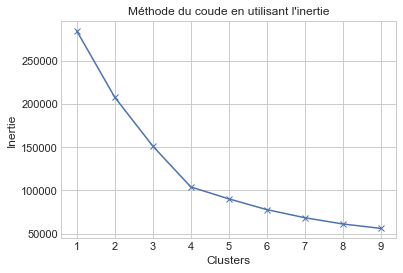 Méthode du coude en utilisant l'inertie
Inertie
250000
200000
150000
100000
50000
1 2 3 4 5 6 7 8 9
Clusters